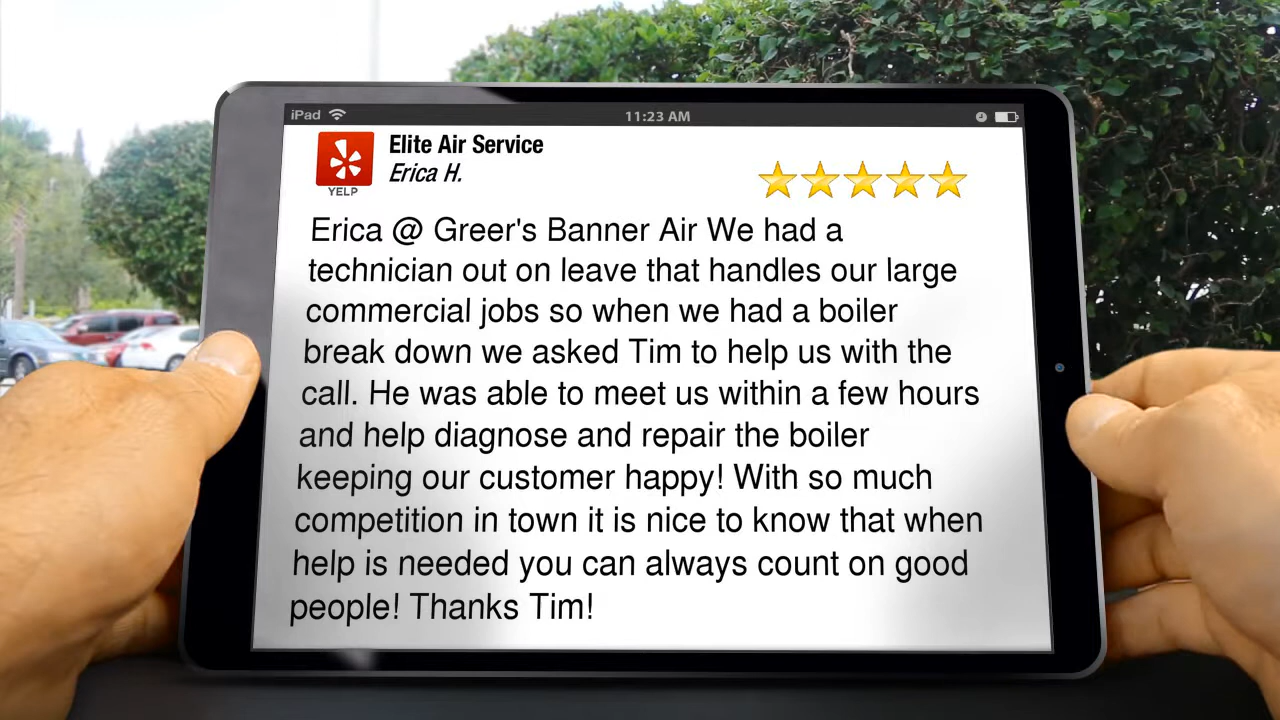 iPad 11:23 AM
Elite Air Service
Erica H.
YELP
Erica @ Greer's Banner Air We had a
technician out on leave that handles our large
commercial jobs so when we had a boiler
break down we asked Tim to help us with the
call. He was able to meet us within a few hours
and help diagnose and repair the boiler
keeping our customer happy! With so much
competition in town it is nice to know that when
help is needed you can always count on good
people! Thanks Tim!